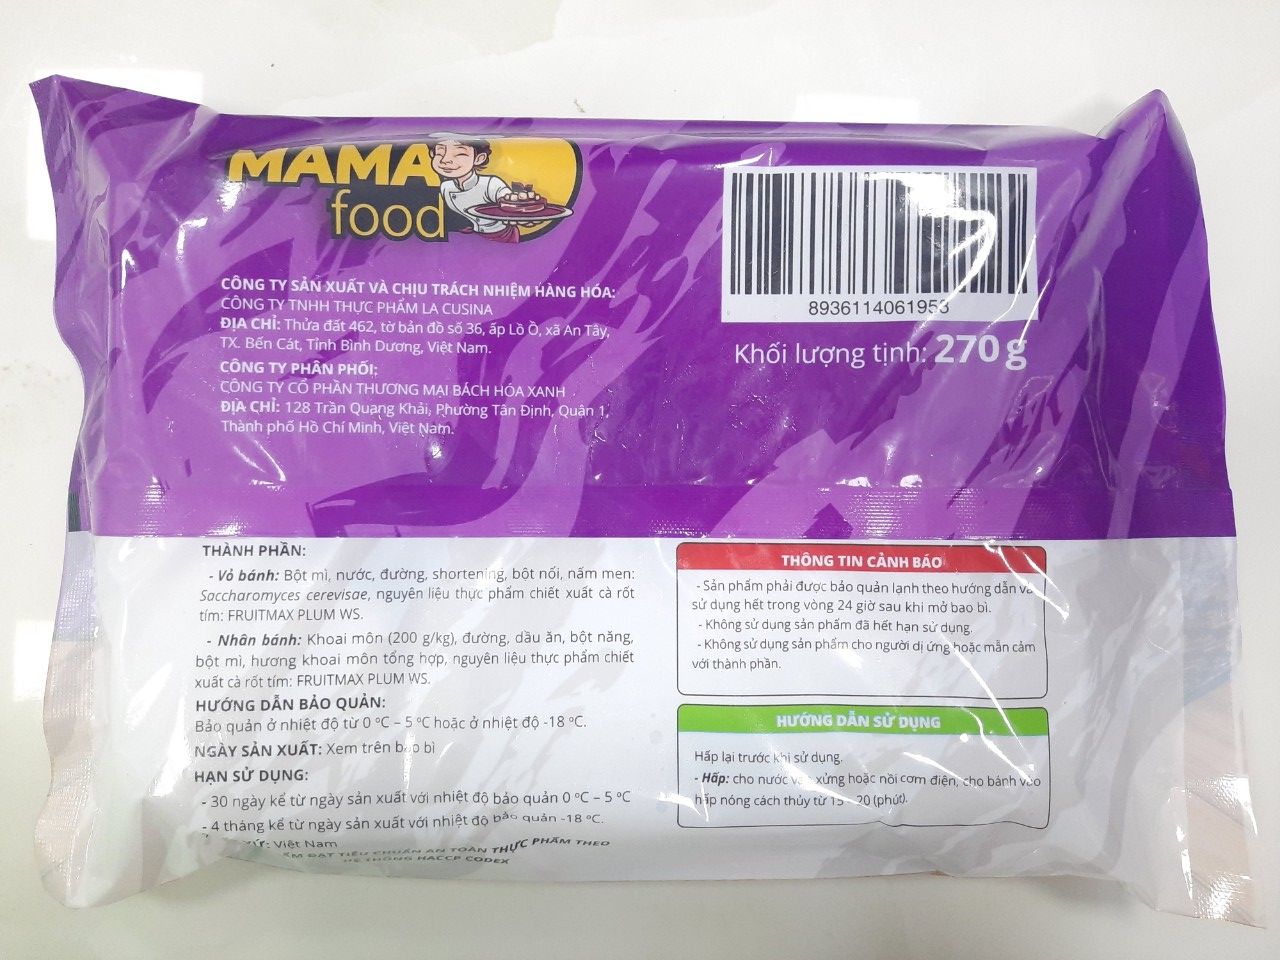 MAMA
food
CÔNG TY SẢN XUẤT VÀ CHỊU TRÁCH NHIỆM HÀNG HÓA:
CÔNG TY TNHH THỰC PHẨM LA CUSINA
ĐỊA CHỈ: Thửa đất 462, tờ bản đồ số 36, ấp Lồ Ồ, xã An Tây,
TX. Bến Cát, Tỉnh Bình Dương, Việt Nam.
CÔNG TY PHÂN PHỐI:
CÔNG TY CỔ PHẦN THƯƠNG MẠI BÁCH HÓA XANH
ĐỊA CHỈ: 128 Trần Quang Khải, Phường Tân Định, Quận 1,
Thành phố Hồ Chí Minh, Việt Nam.
8936114061953
Khối lượng tịnh: 270 g
THÀNH PHẦN:
- Vỏ bánh: Bột mì, nước, đường, shortening, bột nổi, nấm men:
Saccharomyces cerevisae, nguyên liệu thực phẩm chiết xuất cà rốt
tím: FRUITMAX PLUM WS.
- Nhân bánh: Khoai môn (200 g/kg), đường, dầu ăn, bột năng,
bột mì, hương khoai môn tổng hợp, nguyên liệu thực phẩm chiết
xuất cà rốt tím: FRUITMAX PLUM WS.
HƯỚNG DẪN BẢO QUẢN:
Bảo quản ở nhiệt độ từ 0 ºC – 5 ºC hoặc ở nhiệt độ -18 ºC.
NGÀY SẢN XUẤT: Xem trên bao bì
HẠN SỬ DỤNG:
- 30 ngày kể từ ngày sản xuất với nhiệt độ bảo quản 0 ºC – 5 ºC
- 4 tháng kể từ ngày sản xuất với nhiệt độ bảo quản -18 ºC.
Việt Nam
ĐẠT TIÊU CHUẨN AN TOÀN THỰC PHẨM THEO
HỆ THỐNG HACCP CODEX
THÔNG TIN CẢNH BÁO
- Sản phẩm phải được bảo quản lạnh theo hướng dẫn và
sử dụng hết trong vòng 24 giờ sau khi mở bao bì.
- Không sử dụng sản phẩm đã hết hạn sử dụng.
- Không sử dụng sản phẩm cho người dị ứng hoặc mẫn cảm
với thành phần.
HƯỚNG DẪN SỬ DỤNG
Hấp lại trước khi sử dụng.
- Hấp: cho nước vào xửng hoặc nồi cơm điện, cho bánh vào
hấp nóng cách thủy từ 15 - 20 (phút).